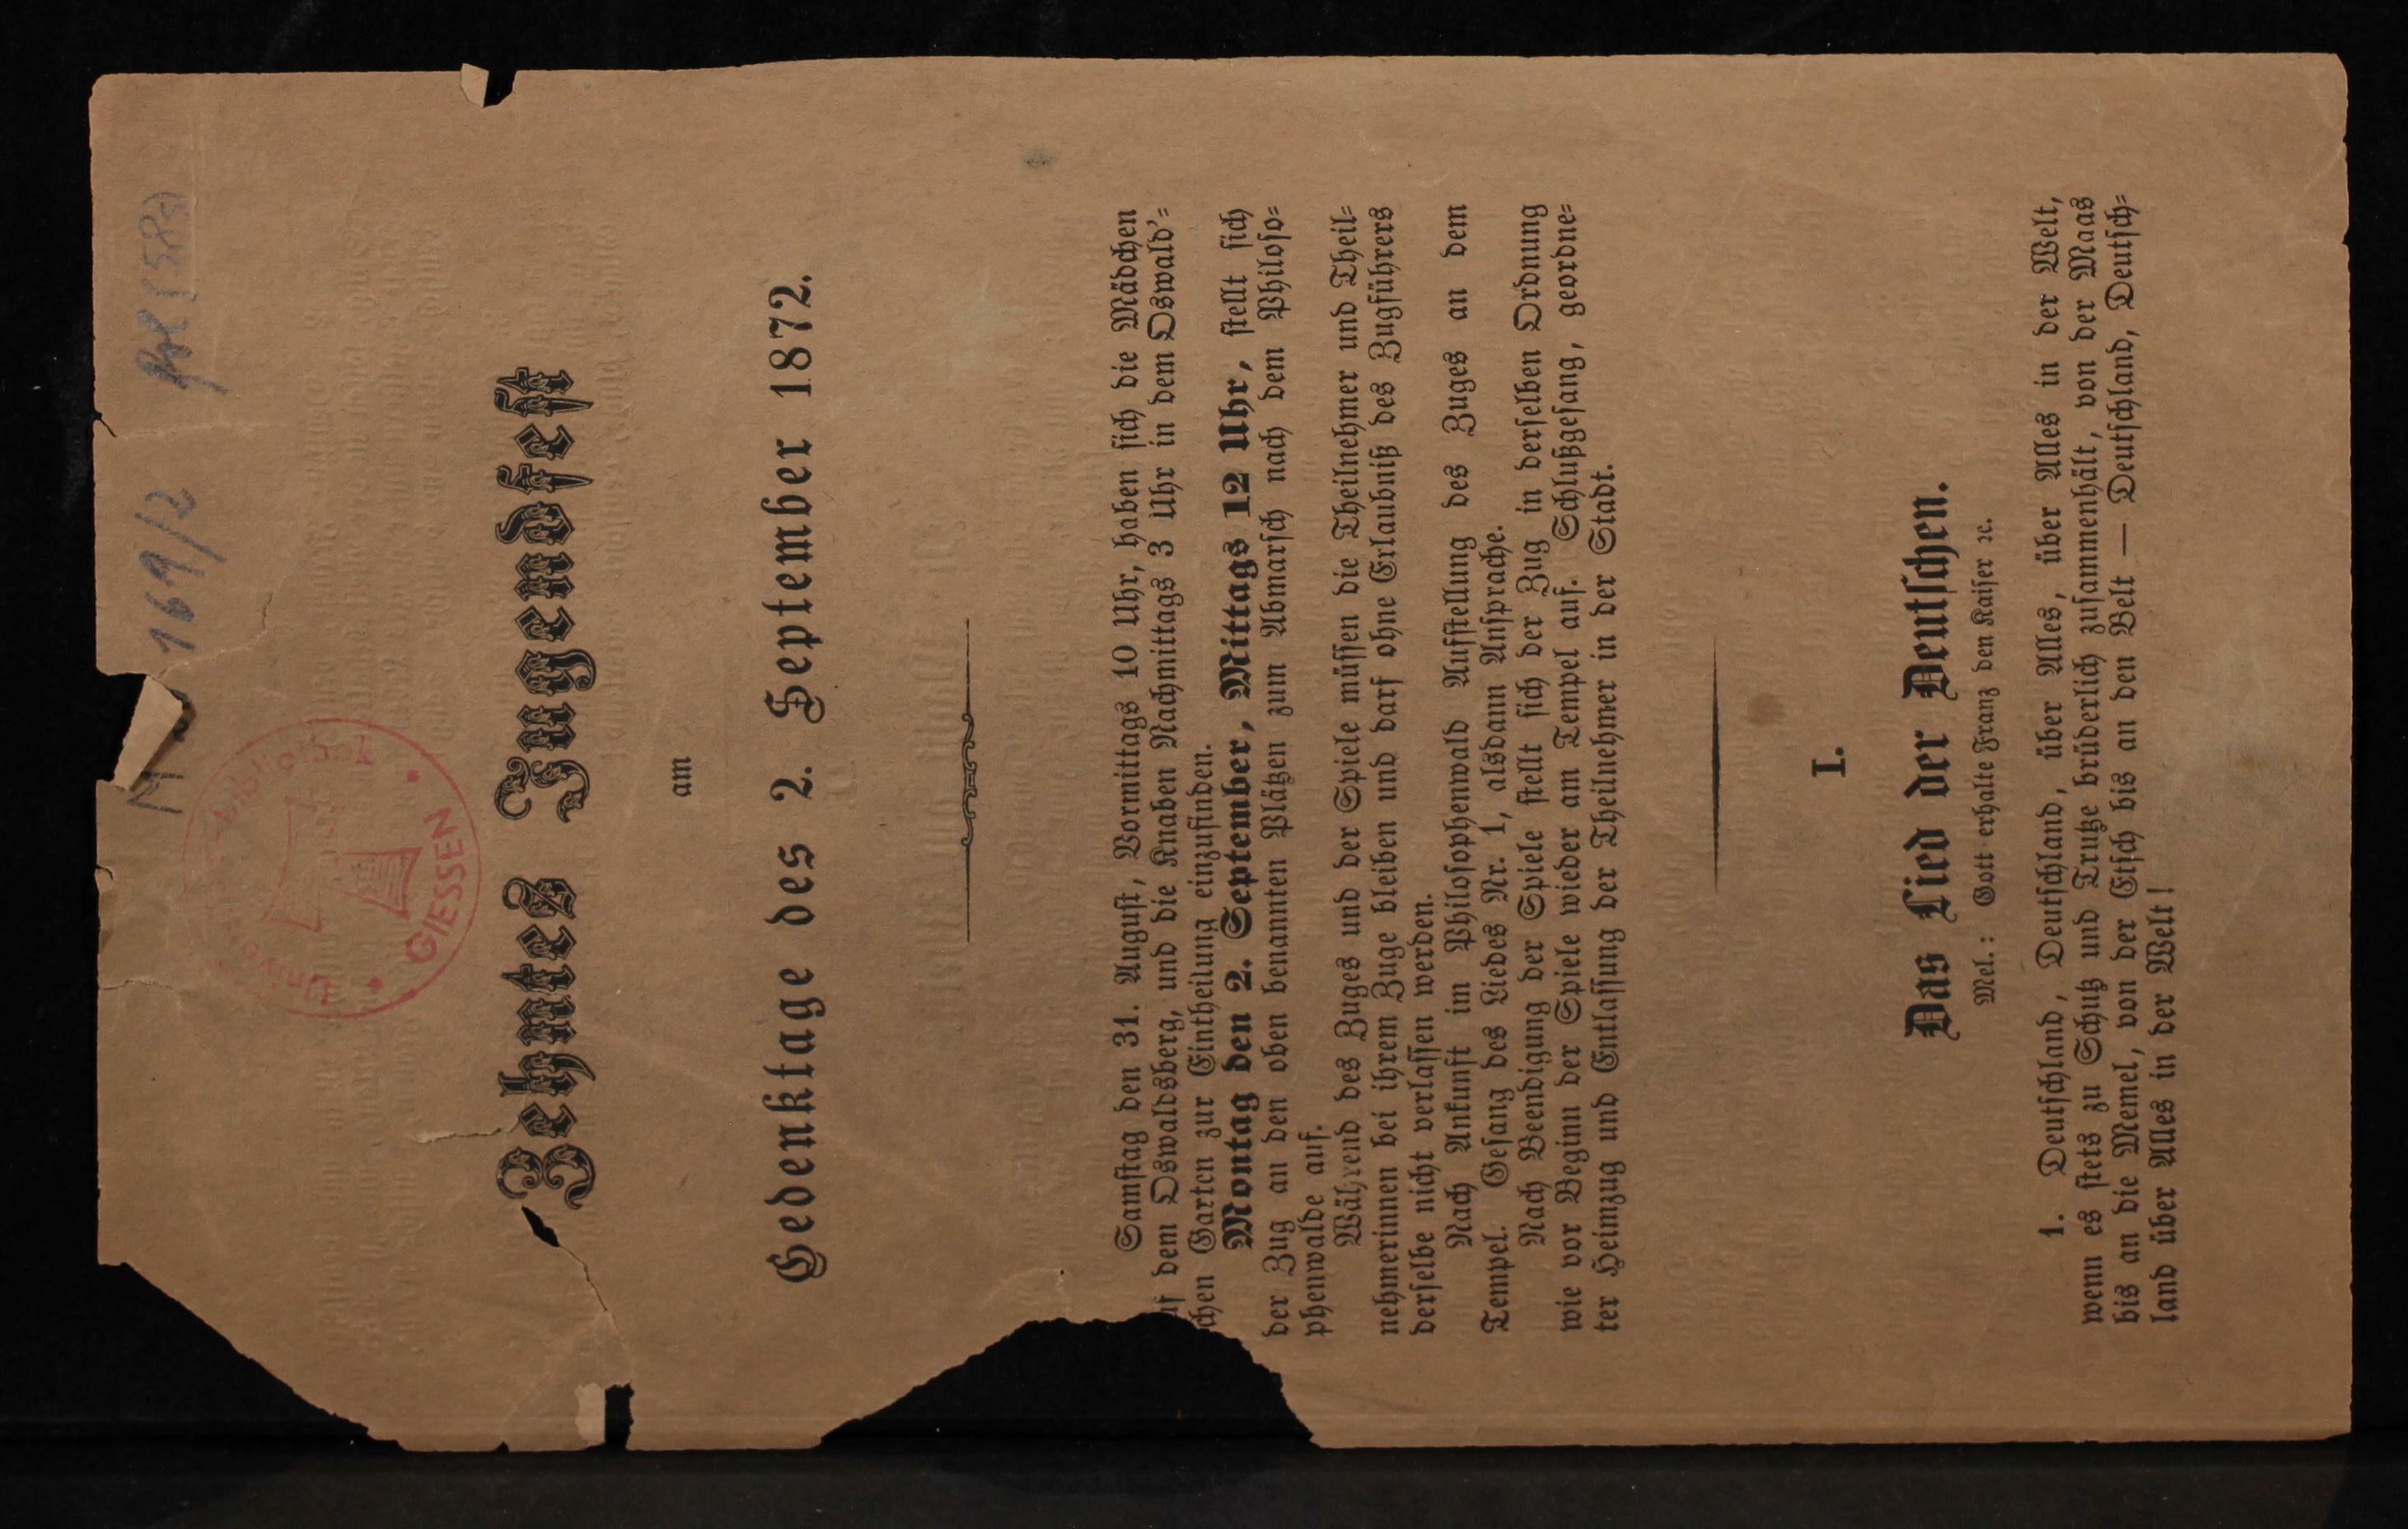 169/2
Universitäts-Bibliothek
GIESSEN
Zehntes Jugendfest
am
Gedenktage des 2. September 1872.
Samſtag den 31. Auguſt, Vormittags 10 Uhr, haben ſich die Mädchen
auf dem Oswaldsberg, und die Knaben Nachmittags 3 Uhr in dem Oswald'=
ſchen Garten zur Eintheilung einzufinden.
Montag den 2. September, Mittags 12 Uhr, ſtellt ſich
der Zug an den oben benannten Plätzen zum Abmarſch nach dem Philoſo=
phenwalde auf.
Während des Zuges und der Spiele müſſen die Theilnehmer und Theil=
nehmerinnen bei ihrem Zuge bleiben und darf ohne Erlaubniß des Zugführers
derſelbe nicht verlaſſen werden.
Nach Ankunft im Philoſophenwald Aufſtellung des Zuges an dem
Tempel. Geſang des Liedes Nr. 1, alsdann Anſprache.
Nach Beendigung der Spiele ſtellt ſich der Zug in derſelben Ordnung
wie vor Beginn der Spiele wieder am Tempel auf. Schlußgeſang, geordne=
ter Heimzug und Entlaſſung der Theilnehmer in der Stadt.
I.
Das Lied der Deutſchen.
Mel.: Gott erhalte Franz den Kaiſer ꝛc.
1. Deutſchland, Deutſchland, über Alles, über Alles in der Welt,
wenn es ſtets zu Schutz und Trutze brüderlich zuſammenhält, von der Maas
bis an die Memel, von der Etſch bis an den Belt — Deutſchland, Deutſch=
land über Alles in der Welt!